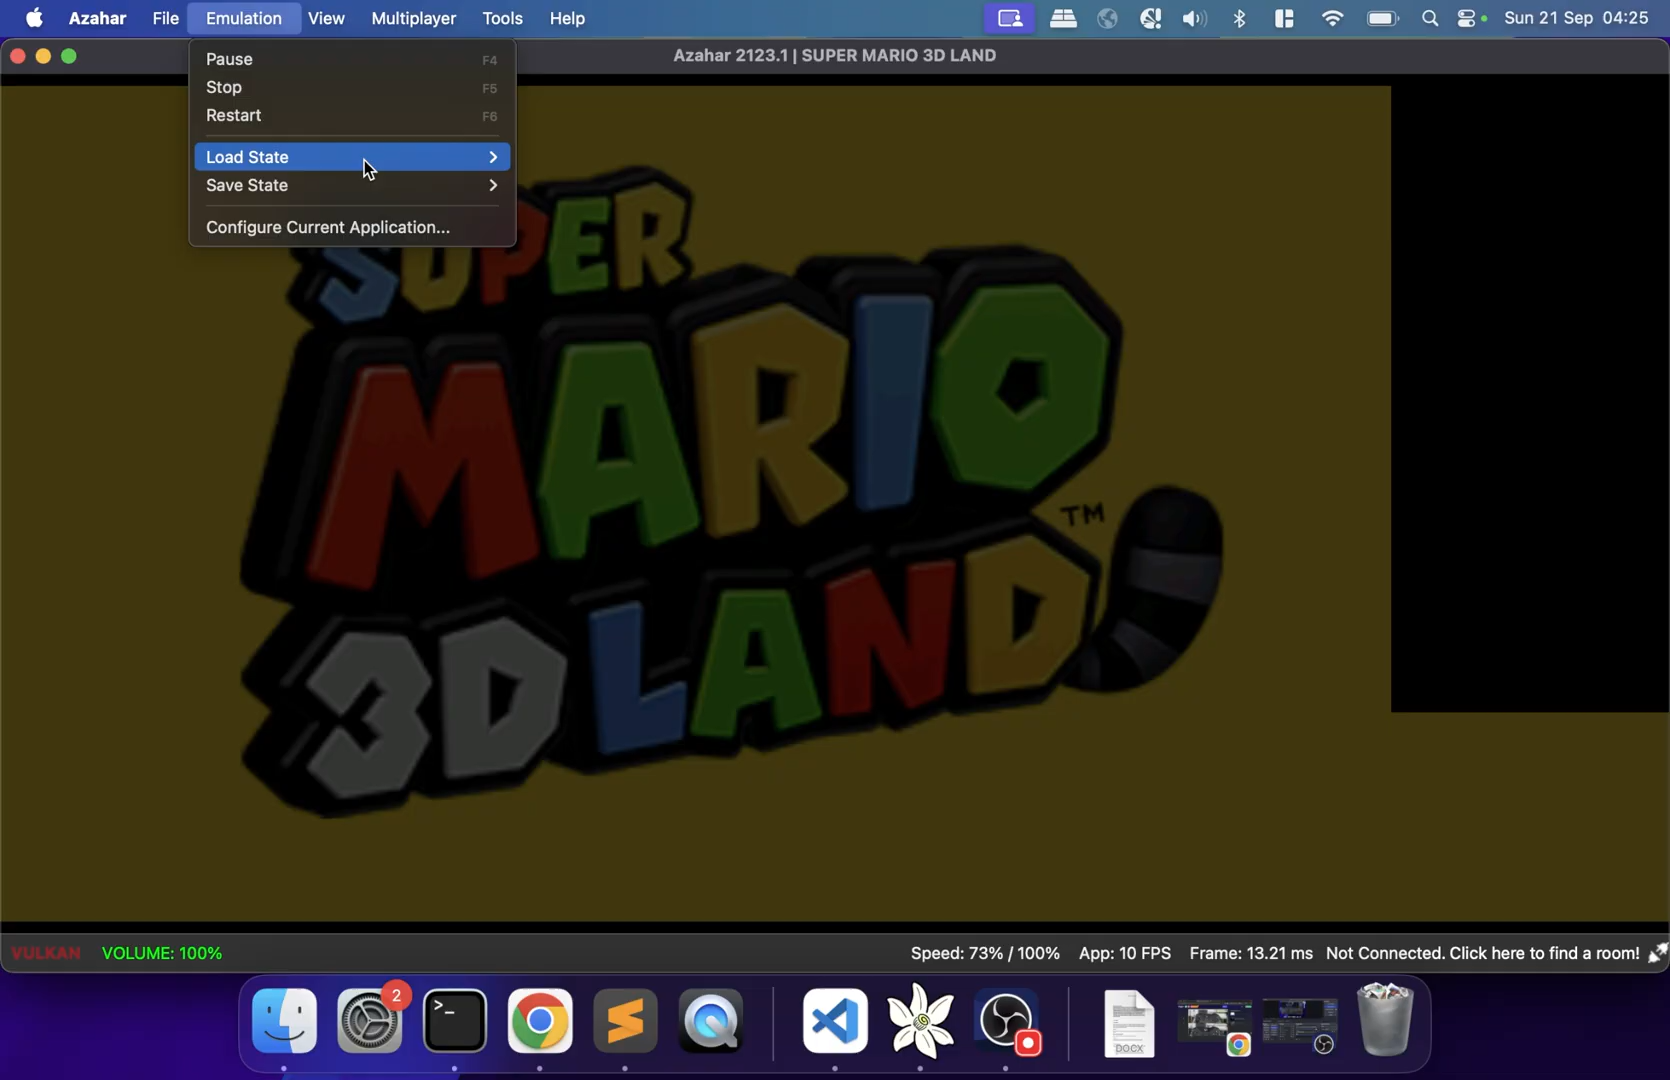 Azahar File Emulation View Multiplayer Tools Help Sun 21 Sep 04:25
Azahar 2123.1 | SUPER MARIO 3D LAND
Pause F4
Stop F5
Restart F6
Load State
Save State
Configure Current Application...
SUPER
MARIO
TM
3D LAND
VULKAN VOLUME: 100% Speed: 73% / 100% App: 10 FPS Frame: 13.21 ms Not Connected. Click here to find a room!
2
>_
DOCX